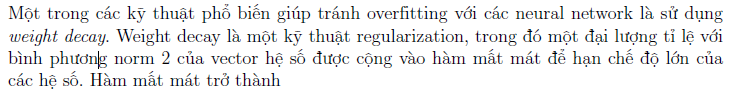 Một trong các kỹ thuật phổ biến giúp tránh overfitting với các neural network là sử dụng
weight decay. Weight decay là một kỹ thuật regularization, trong đó một đại lượng tỉ lệ với
bình phương norm 2 của vector hệ số được cộng vào hàm mất mát để hạn chế độ lớn của
các hệ số. Hàm mất mát trở thành